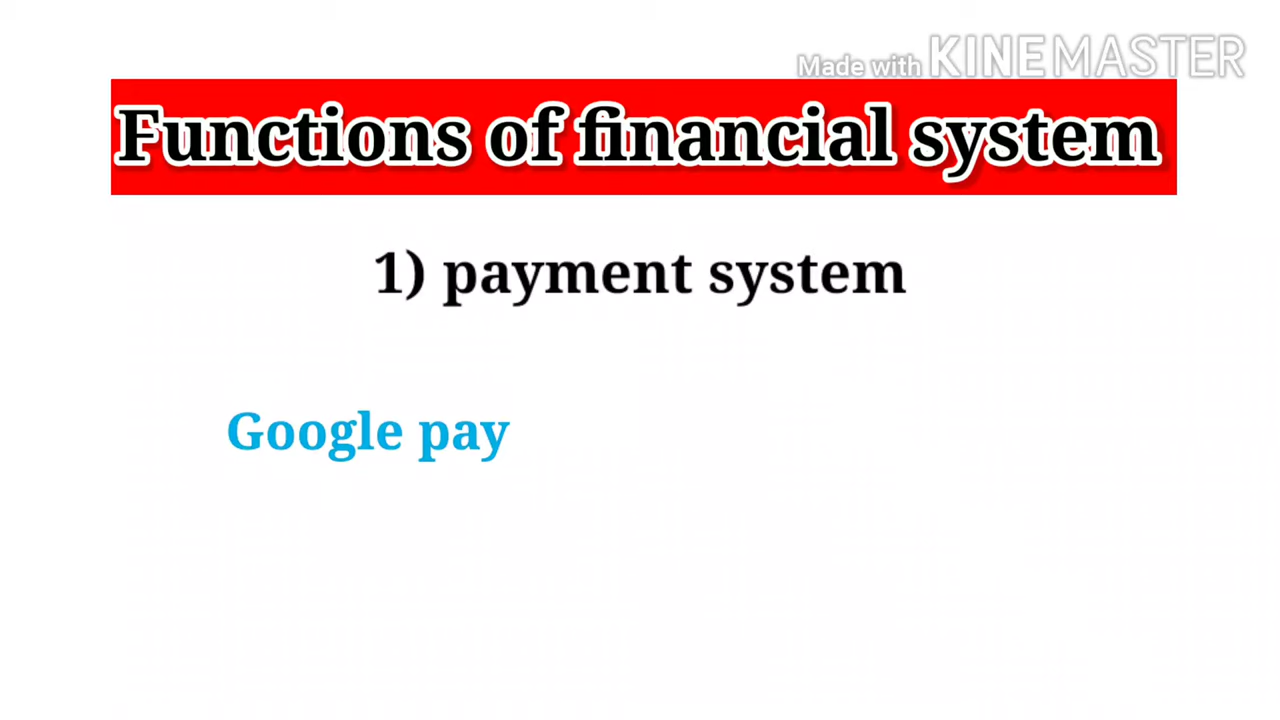 Made with KINEMASTER
Functions of financial system
1) payment system
Google pay